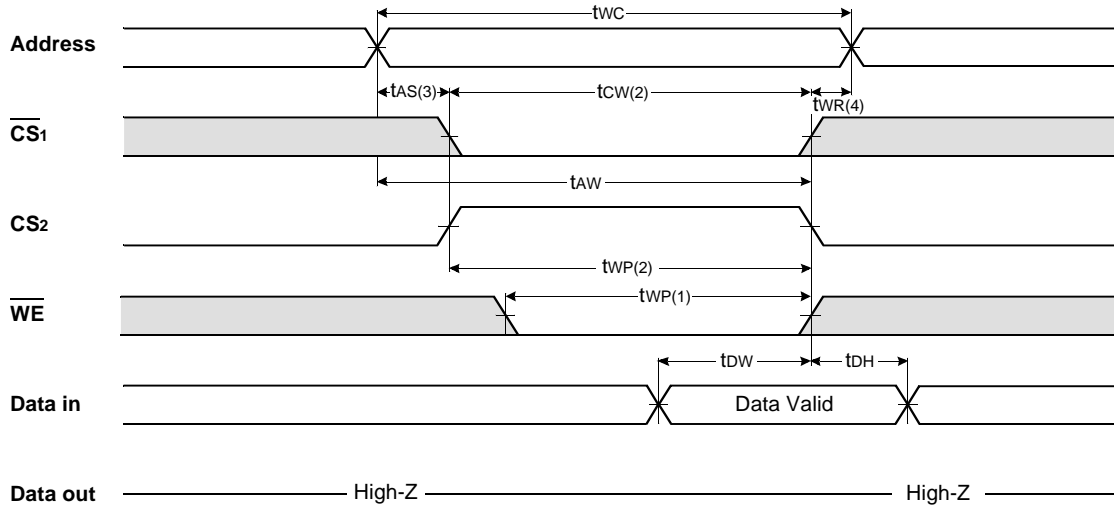 tWC
Address
tAS(3) tCW(2) tWR(4)
CS1
tAW
CS2
tWP(2)
tWP(1)
WE
tDW tDH
Data in Data Valid
Data out High-Z High-Z